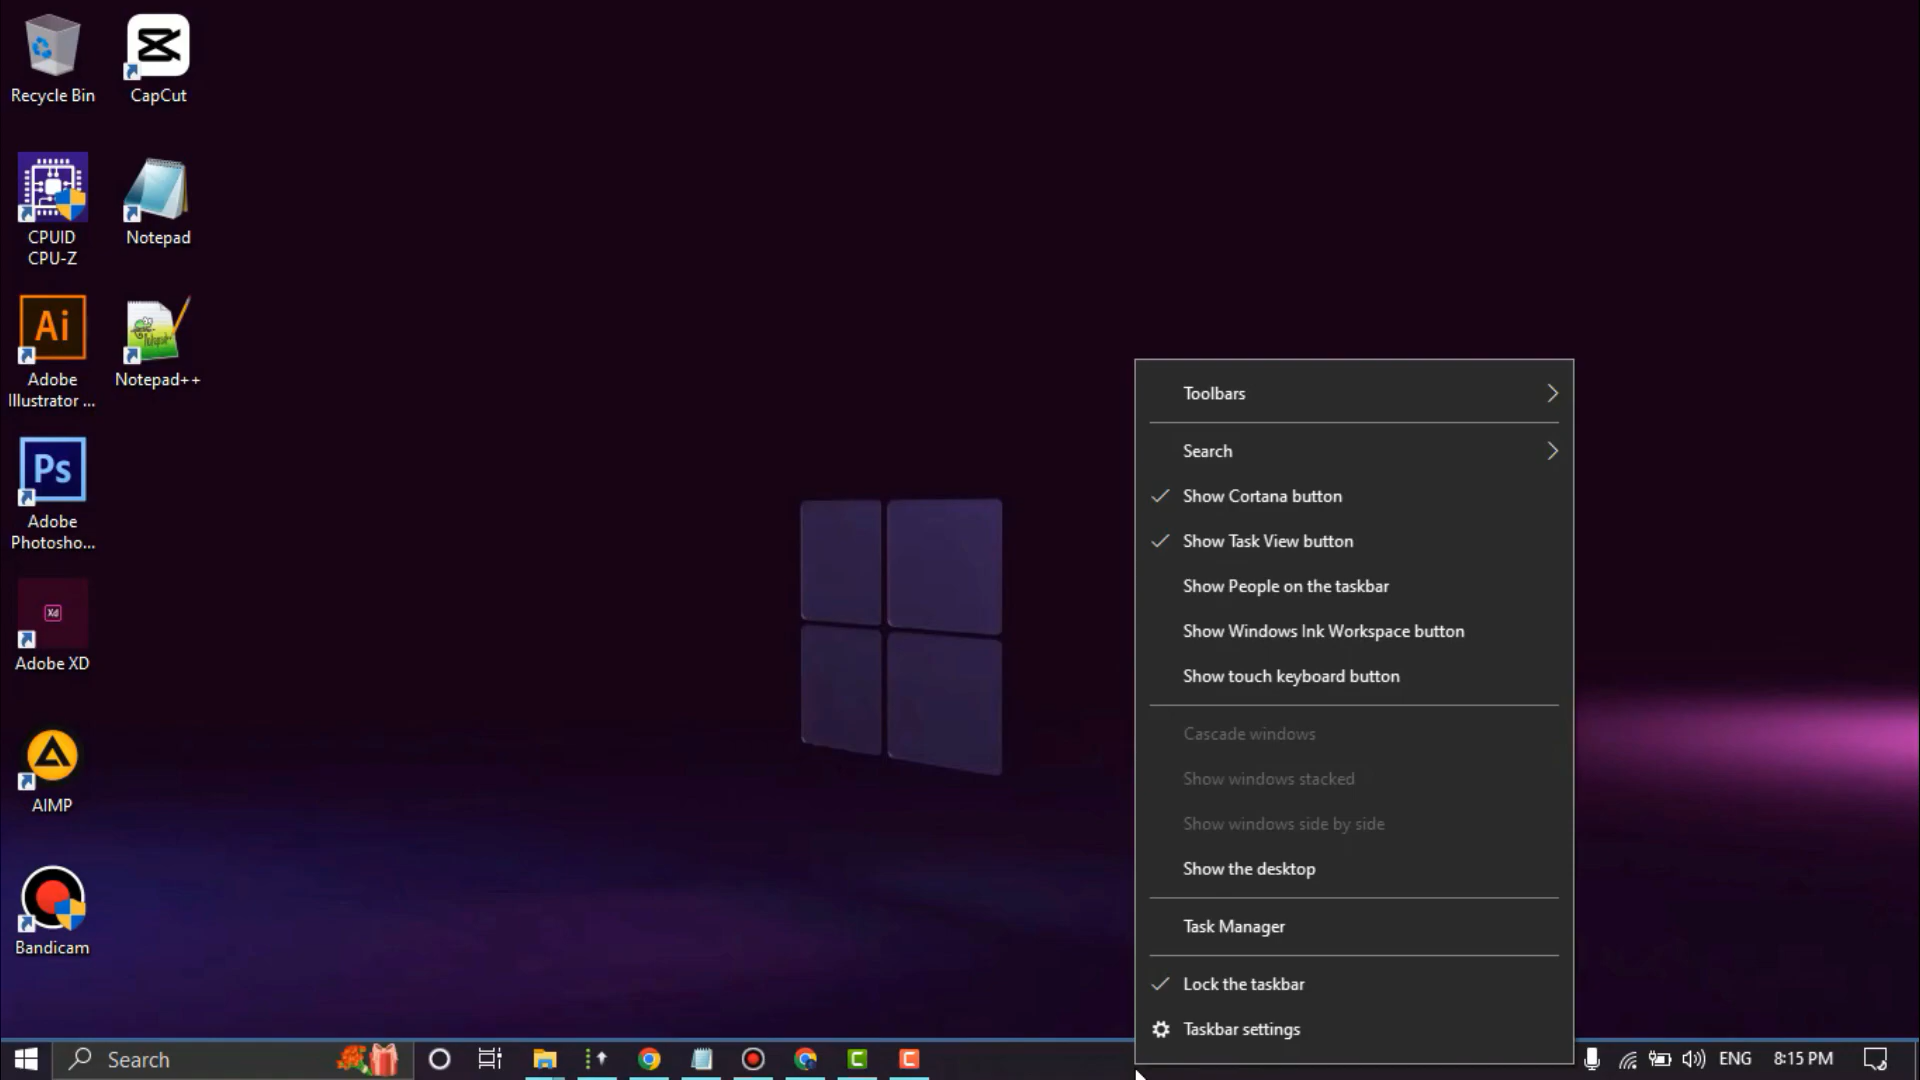 Recycle Bin
CapCut
CPUID
CPU-Z
Notepad
Ai
Adobe
Illustrator ...
Notepad++
Ps
Adobe
Photosho...
Xd
Adobe XD
AIMP
Bandicam
Toolbars
Search
Show Cortana button
Show Task View button
Show People on the taskbar
Show Windows Ink Workspace button
Show touch keyboard button
Cascade windows
Show windows stacked
Show windows side by side
Show the desktop
Task Manager
Lock the taskbar
Taskbar settings
Search
C
C
ENG
8:15 PM